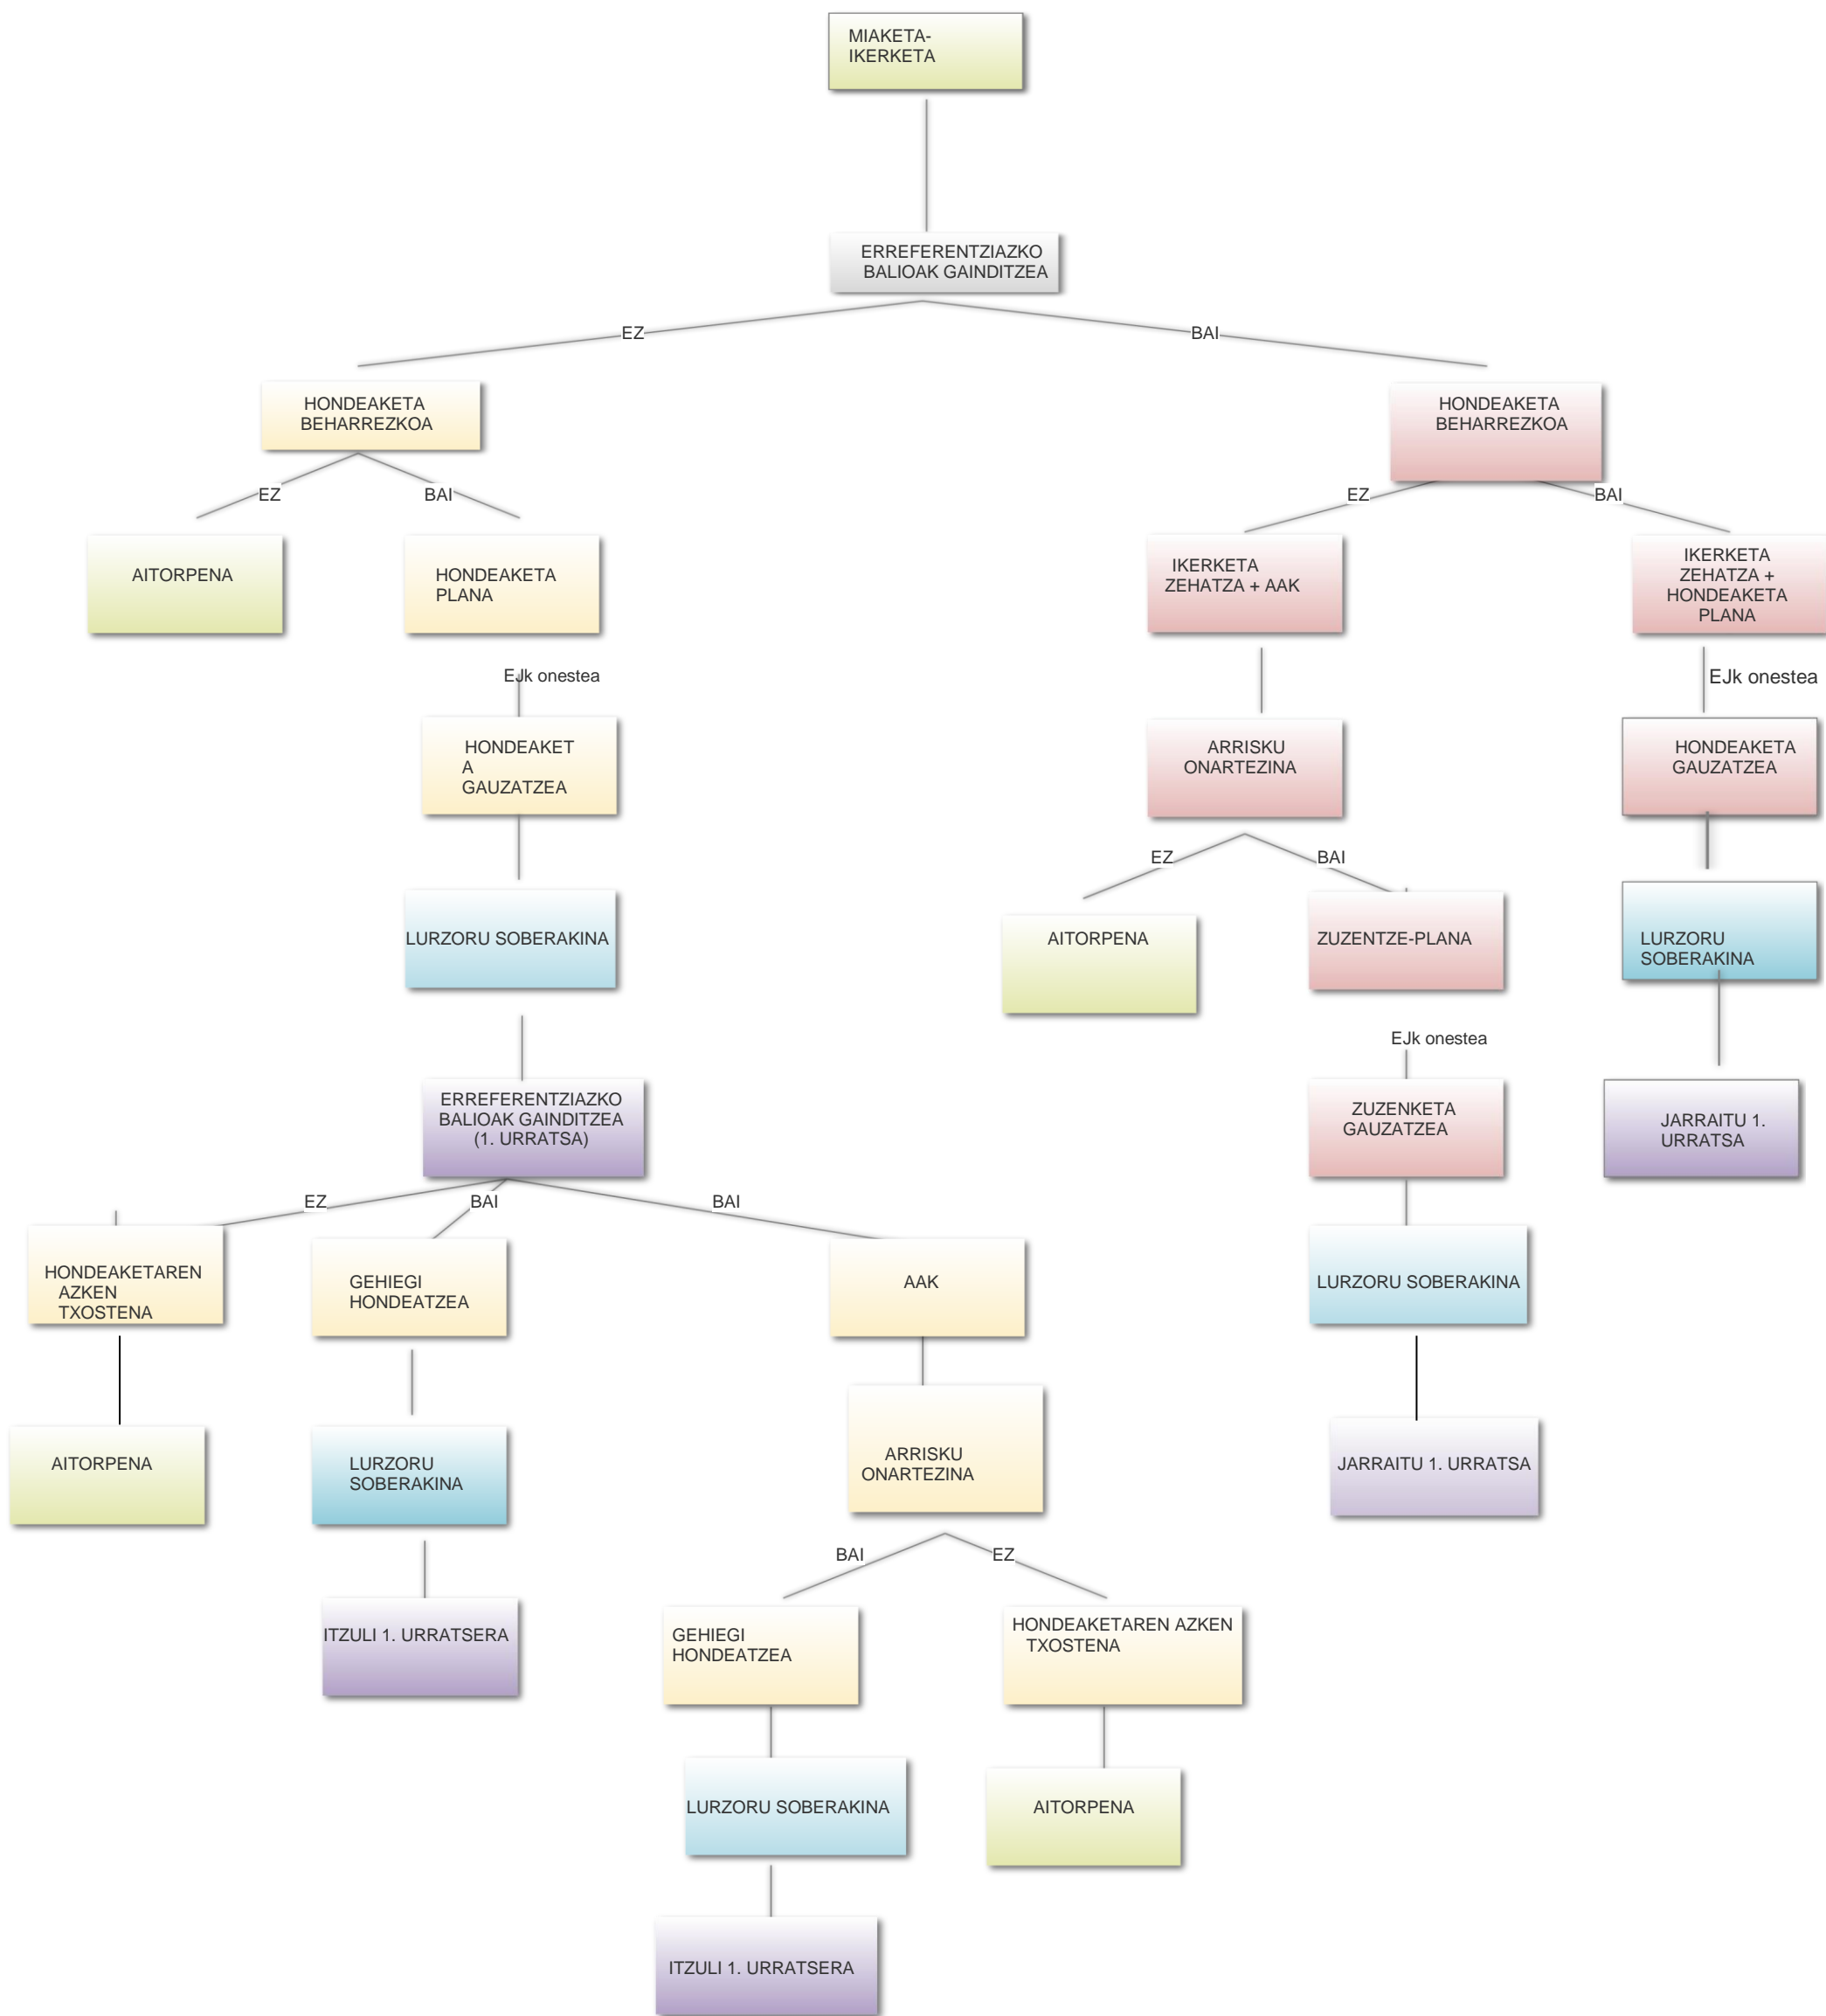 MIAKETA-
IKERKETA
ERREFERENTZIAZKO
BALIOAK GAINDITZEA
EZ
BAI
HONDEAKETA
BEHARREZKOA
HONDEAKETA
BEHARREZKOA
EZ
BAI
EZ
BAI
AITORPENA
HONDEAKETA
PLANA
IKERKETA
ZEHATZA + AAK
IKERKETA
ZEHATZA +
HONDEAKETA
PLANA
EJk onestea
EJk onestea
HONDEAKET
A
GAUZATZEA
ARRISKU
ONARTEZINA
HONDEAKETA
GAUZATZEA
EZ
BAI
LURZORU SOBERAKINA
AITORPENA
ZUZENTZE-PLANA
LURZORU
SOBERAKINA
EJk onestea
ERREFERENTZIAZKO
BALIOAK GAINDITZEA
(1. URRATSA)
ZUZENKETA
GAUZATZEA
JARRAITU 1.
URRATSA
EZ
BAI
BAI
HONDEAKETAREN
AZKEN
TXOSTENA
GEHIEGI
HONDEATZEA
AAK
LURZORU SOBERAKINA
AITORPENA
LURZORU
SOBERAKINA
ARRISKU
ONARTEZINA
JARRAITU 1. URRATSA
BAI
EZ
ITZULI 1. URRATSERA
GEHIEGI
HONDEATZEA
HONDEAKETAREN AZKEN
TXOSTENA
LURZORU SOBERAKINA
AITORPENA
ITZULI 1. URRATSERA